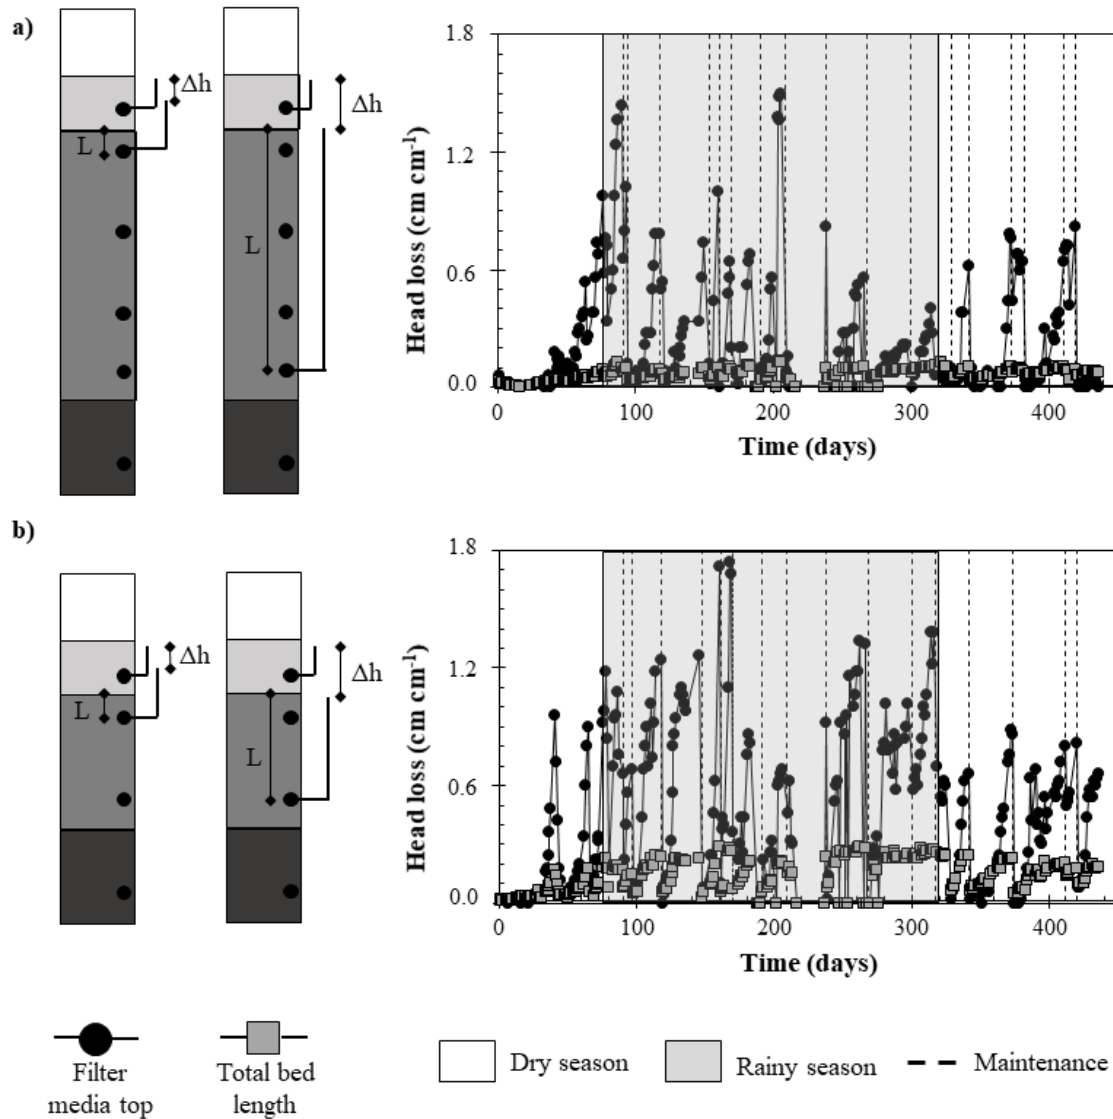 a)
Δh
L
Δh
L
Head loss (cm cm⁻¹)
1.8
1.2
0.6
0.0
0 100 200 300 400
Time (days)
b)
Δh
L
Δh
L
Head loss (cm cm⁻¹)
1.8
1.2
0.6
0.0
0 100 200 300 400
Time (days)
Filter
media top
Total bed
length
Dry season
Rainy season
Maintenance